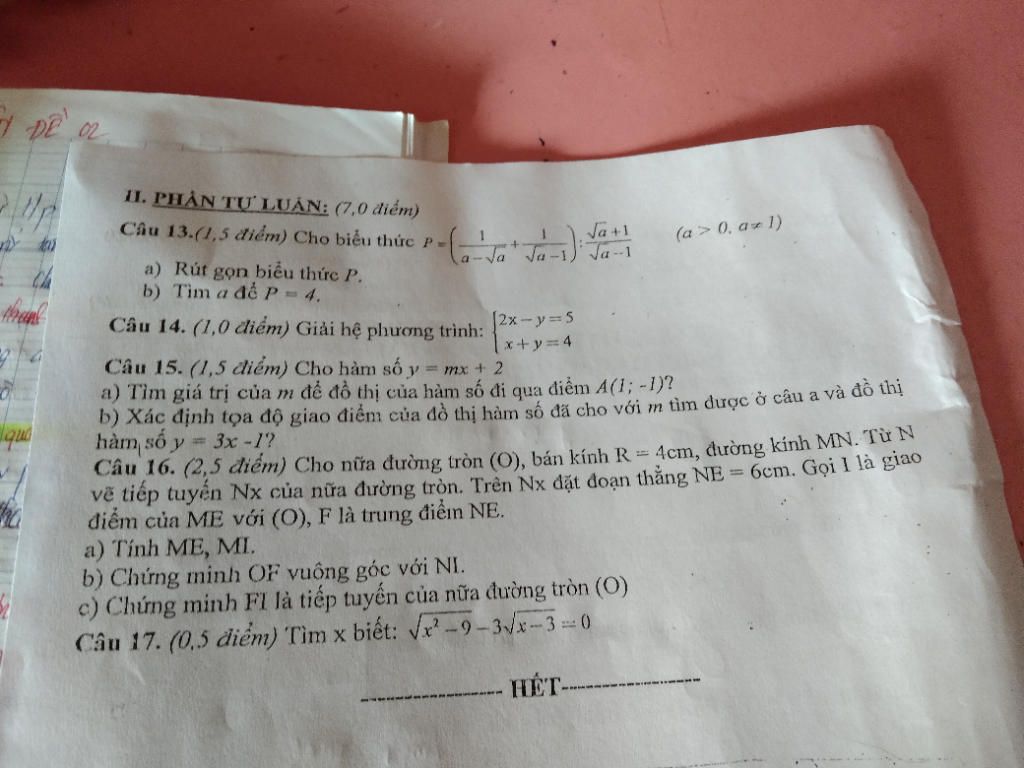 ĐỀ 02
II. PHẦN TỰ LUẬN: (7,0 điểm)
Câu 13.(1,5 điểm) Cho biểu thức P = (1/(a-√a) + 1/(√a-1)) : (√a+1)/(√a-1) (a > 0, a ≠ 1)
a) Rút gọn biểu thức P.
b) Tìm a để P = 4.
Câu 14. (1,0 điểm) Giải hệ phương trình: {2x - y = 5
x + y = 4
Câu 15. (1,5 điểm) Cho hàm số y = mx + 2
a) Tìm giá trị của m để đồ thị của hàm số đi qua điểm A(1; -1)?
b) Xác định tọa độ giao điểm của đồ thị hàm số đã cho với m tìm dược ở câu a và đồ thị
hàm số y = 3x -1?
Câu 16. (2,5 điểm) Cho nữa đường tròn (O), bán kính R = 4cm, đường kính MN. Từ N
vẽ tiếp tuyến Nx của nữa đường tròn. Trên Nx đặt đoạn thẳng NE = 6cm. Gọi I là giao
điểm của ME với (O), F là trung điểm NE.
a) Tính ME, MI.
b) Chứng minh OF vuông góc với NI.
c) Chứng minh FI là tiếp tuyến của nữa đường tròn (O)
Câu 17. (0,5 điểm) Tìm x biết: √(x² - 9) - 3√(x - 3) = 0
---------------- HẾT----------------